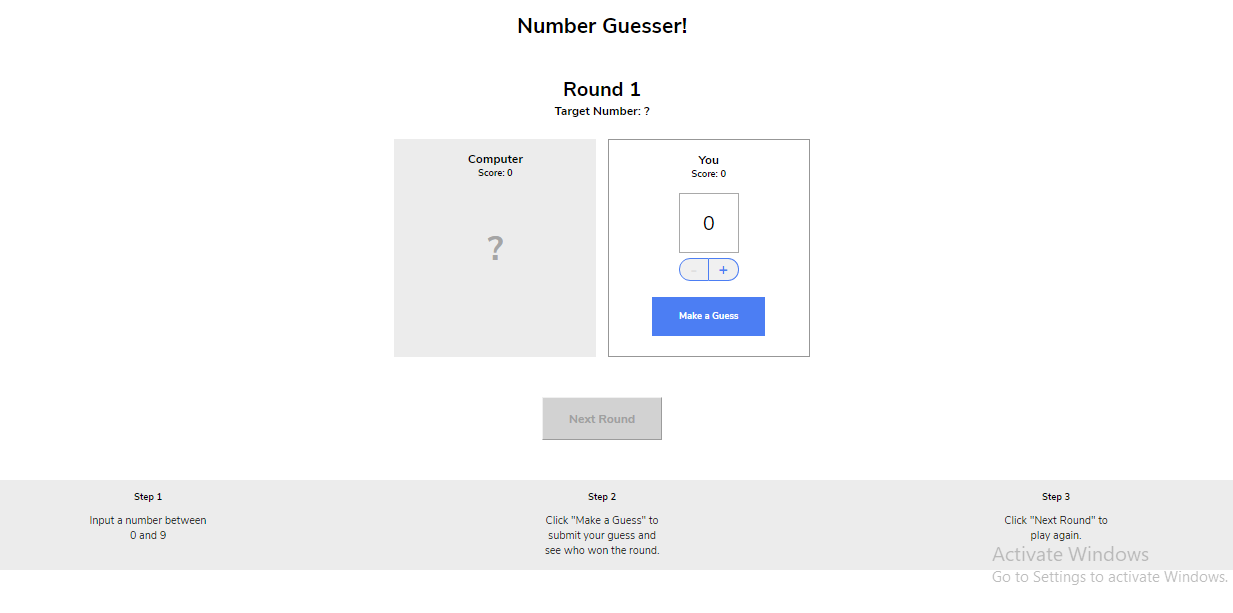 Number Guesser!
Round 1
Target Number: ?
Computer
Score: 0
?
You
Score: 0
0
- +
Make a Guess
Next Round
Step 1
Input a number between
0 and 9
Step 2
Click "Make a Guess" to
submit your guess and
see who won the round.
Step 3
Click "Next Round" to
play again.
Activate Windows
Go to Settings to activate Windows.